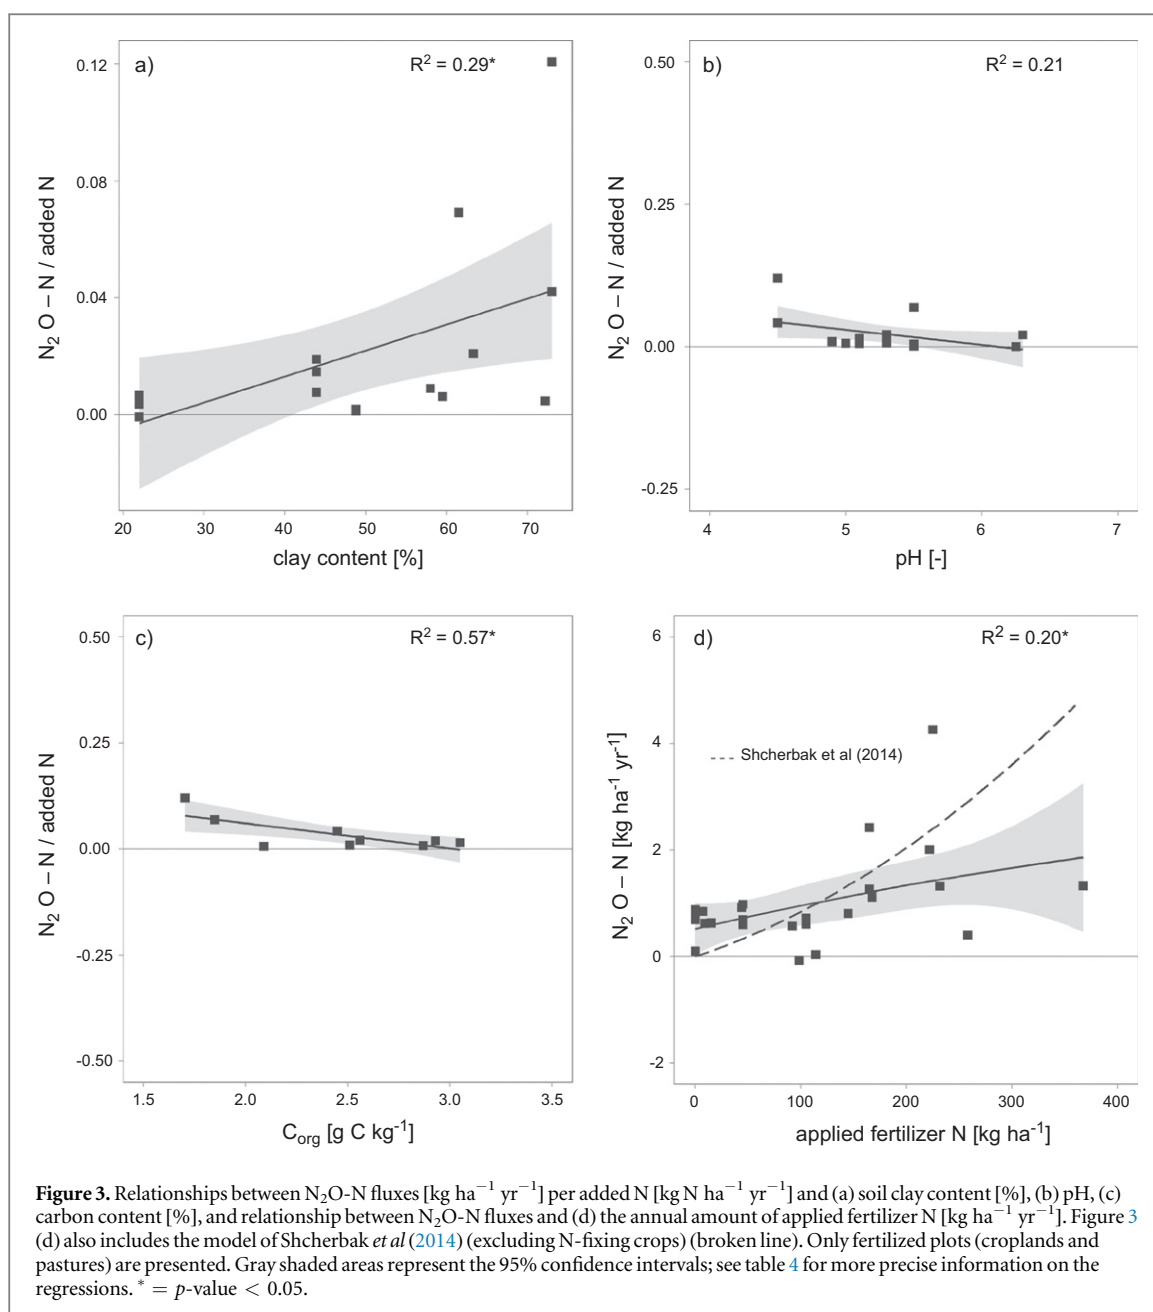 a)
R² = 0.29*
0.12
0.08
0.04
0.00
N₂ O – N / added N
20 30 40 50 60 70
clay content [%]
b)
R² = 0.21
0.50
0.25
0.00
-0.25
N₂ O – N / added N
4 5 6 7
pH [-]
c)
R² = 0.57*
0.50
0.25
0.00
-0.25
-0.50
N₂ O – N / added N
1.5 2.0 2.5 3.0 3.5
Corg [g C kg⁻¹]
d)
R² = 0.20*
Shcherbak et al (2014)
6
4
2
0
-2
N₂ O – N [kg ha⁻¹ yr⁻¹]
0 100 200 300 400
applied fertilizer N [kg ha⁻¹]
Figure 3. Relationships between N₂O-N fluxes [kg ha⁻¹ yr⁻¹] per added N [kg N ha⁻¹ yr⁻¹] and (a) soil clay content [%], (b) pH, (c)
carbon content [%], and relationship between N₂O-N fluxes and (d) the annual amount of applied fertilizer N [kg ha⁻¹ yr⁻¹]. Figure 3
(d) also includes the model of Shcherbak et al (2014) (excluding N-fixing crops) (broken line). Only fertilized plots (croplands and
pastures) are presented. Gray shaded areas represent the 95% confidence intervals; see table 4 for more precise information on the
regressions. * = p-value < 0.05.